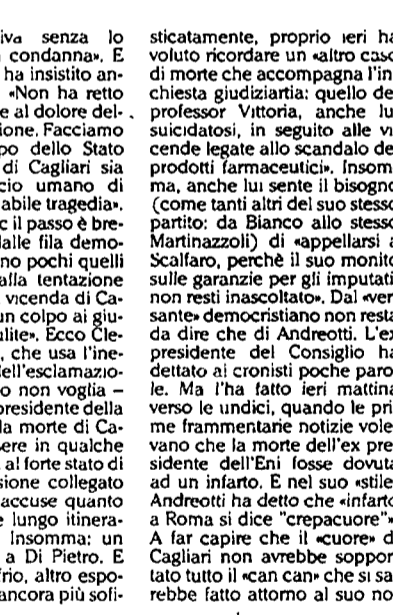 iva senza lo
condanna». E
ha insistito an-
«Non ha retto
e al dolore del-
ione. Facciamo
po dello Stato
di Cagliari sia
cio umano di
abile tragedia».
c il passo è bre-
dalle fila demo-
no pochi quelli
alla tentazione
vicenda di Ca-
un colpo ai giu-
ulite». Ecco Cle-
, che usa l'ine-
dell'esclamazio-
o non voglia –
presidente della
la morte di Ca-
ere in qualche
al forte stato di
sione collegato
accuse quanto
e lungo itinera-
Insomma: un
a Di Pietro. E
frio, altro espo-
ancora più sofi-
sticatamente, proprio ieri ha
voluto ricordare un «altro caso
di morte che accompagna l'in-
chiesta giudiziartia: quello de
professor Vittoria, anche lu
suicidatosi, in seguito alle vi
cende legate allo scandalo de
prodotti farmaceutici». Insom
ma, anche lui sente il bisogno
(come tanti altri del suo stesso
partito: da Bianco allo stesso
Martinazzoli) di «appellarsi a
Scalfaro, perchè il suo monito
sulle garanzie per gli imputati
non resti inascoltato». Dal «ver
sante» democristiano non resta
da dire che di Andreotti. L'ex
presidente del Consiglio ha
dettato ai cronisti poche paro
le. Ma l'ha fatto ieri mattina
verso le undici, quando le pri
me frammentarie notizie vole
vano che la morte dell'ex pre
sidente dell'Eni fosse dovuta
ad un infarto. E nel suo «stile»
Andreotti ha detto che «infarto
a Roma si dice "crepacuore"»
A far capire che il «cuore» d
Cagliari non avrebbe soppor
tato tutto il «can can» che si sa
rebbe fatto attorno al suo no